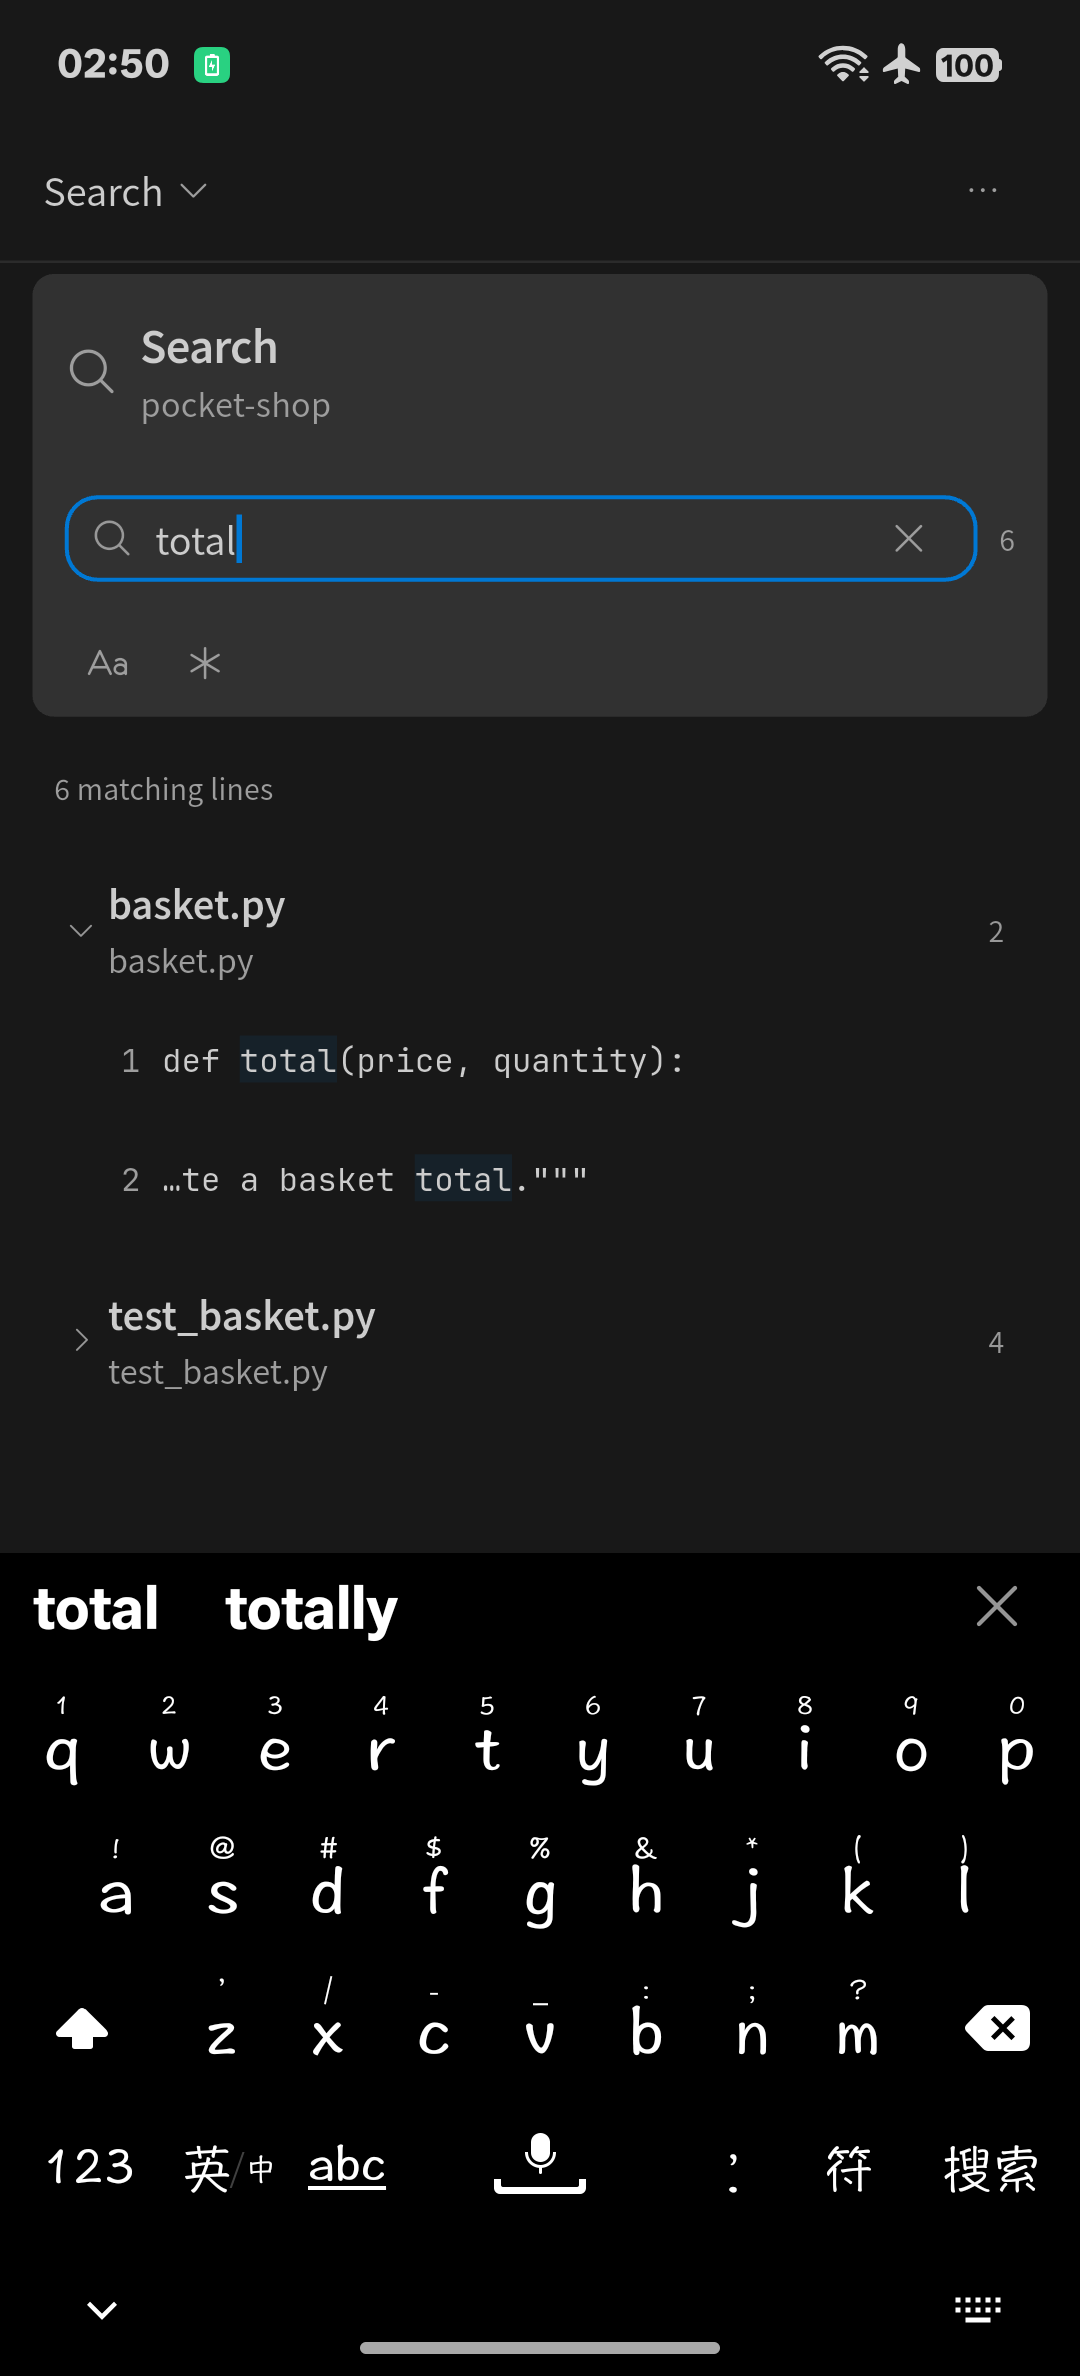 02:50 100
Search ...
Search
pocket-shop
total 6
Aa
6 matching lines
basket.py
basket.py 2
1 def total(price, quantity):
2 …te a basket total."""
test_basket.py
test_basket.py 4
total totally
1 2 3 4 5 6 7 8 9 0
q w e r t y u i o p
! @ # $ % & * ( )
a s d f g h j k l
' / - _ : ; ?
z x c v b n m
123 英/中 abc , . 符 搜索